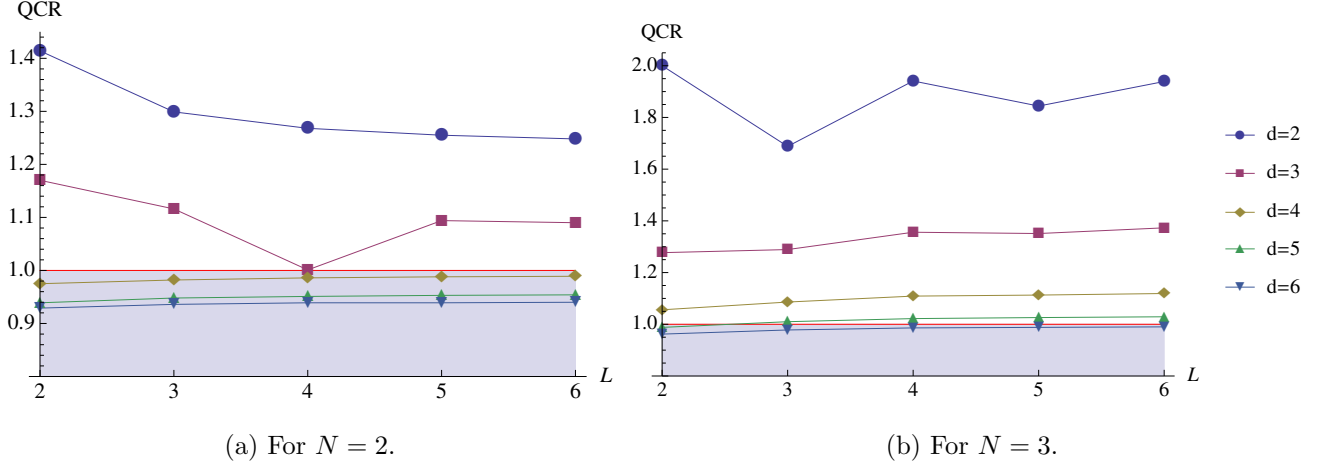 QCR
1.4
1.3
1.2
1.1
1.0
0.9
2 3 4 5 6 L
(a) For N = 2.
QCR
2.0
1.8
1.6
1.4
1.2
1.0
2 3 4 5 6 L
(b) For N = 3.
d=2
d=3
d=4
d=5
d=6